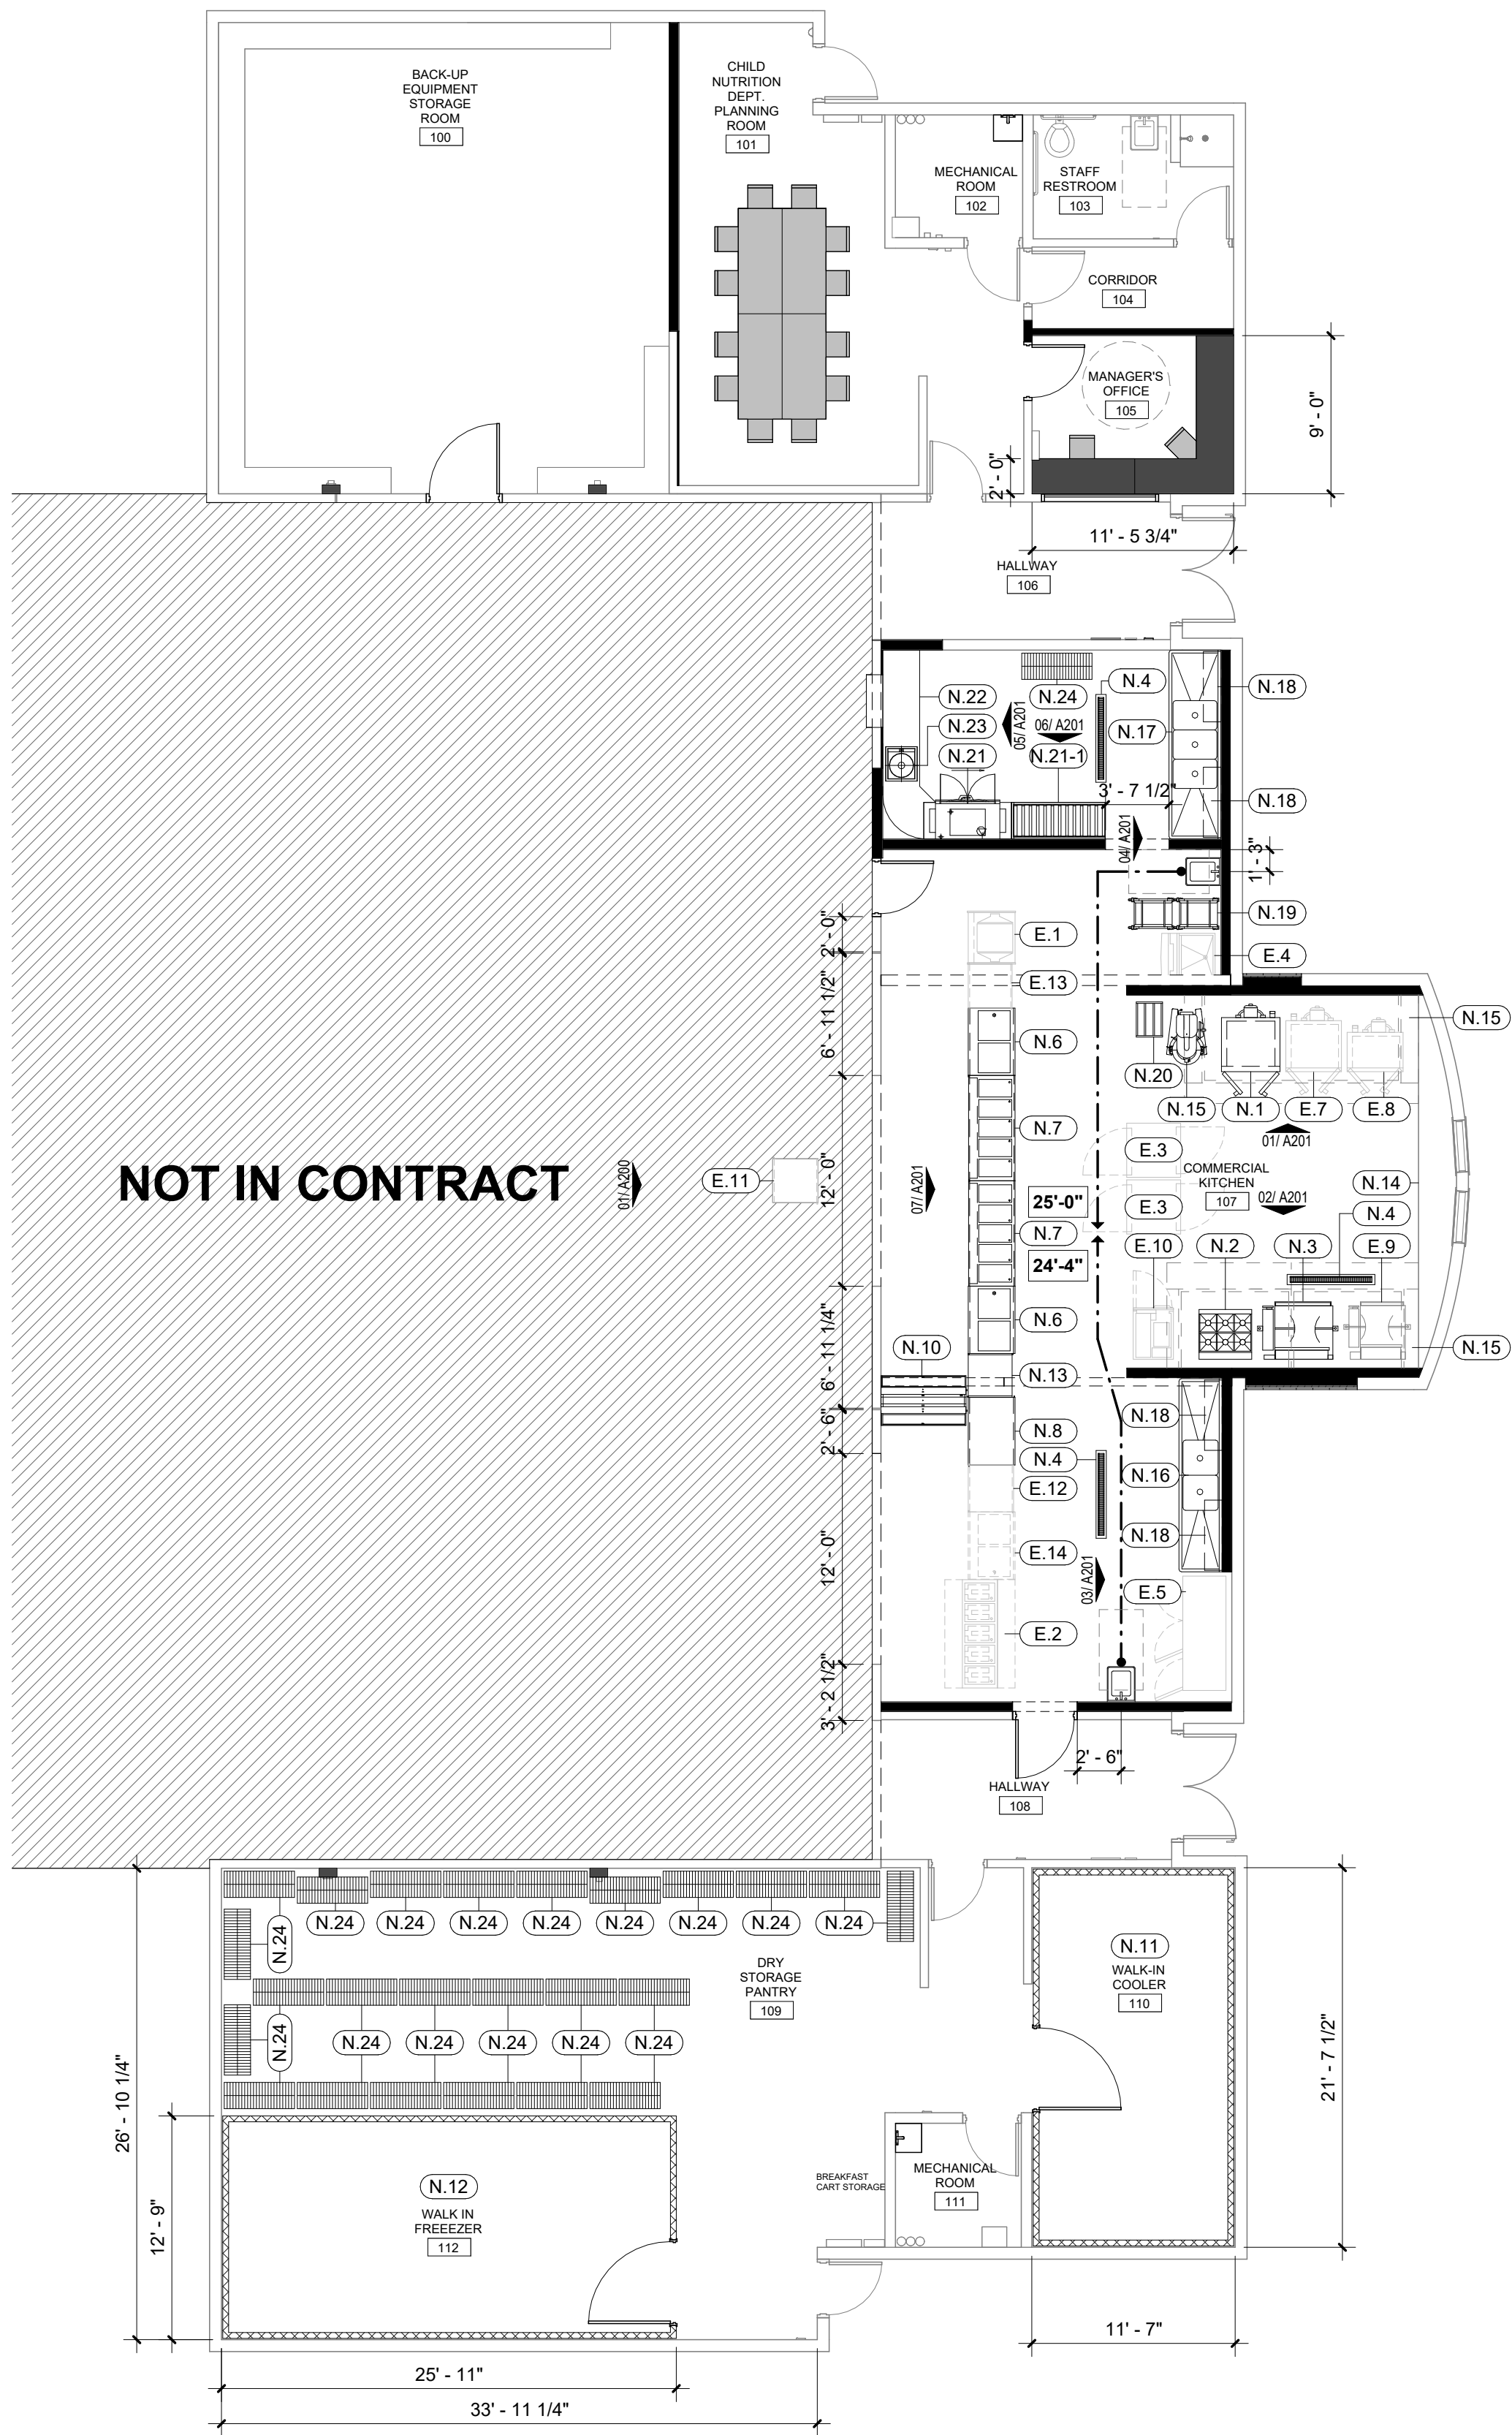 BACK-UP
EQUIPMENT
STORAGE
ROOM
100
CHILD
NUTRITION
DEPT.
PLANNING
ROOM
101
MECHANICAL
ROOM
102
STAFF
RESTROOM
103
CORRIDOR
104
MANAGER'S
OFFICE
105
9' - 0"
2' - 0"
11' - 5 3/4"
HALLWAY
106
N.22
N.24
N.4
N.18
N.23
05/ A201
06/ A201
N.17
N.21
N.21-1
3' - 7 1/2"
N.18
04/ A201
1' - 3"
N.19
E.1
E.4
2' - 0"
E.13
6' - 11 1/2"
N.6
N.15
N.20
N.15
N.1
E.7
E.8
N.7
01/ A201
E.3
COMMERCIAL
KITCHEN
107
NOT IN CONTRACT
01/ A200
E.11
12' - 0"
07/ A201
25'-0"
E.3
02/ A201
N.14
N.4
N.7
24'-4"
E.10
N.2
N.3
E.9
N.6
6' - 11 1/4"
N.10
N.15
N.13
2' - 6"
N.18
N.8
N.4
N.16
E.12
12' - 0"
N.18
E.14
03/ A201
E.5
E.2
3' - 2 1/2"
2' - 6"
HALLWAY
108
N.24
N.24
N.24
N.24
N.24
N.24
N.24
N.24
N.24
N.11
WALK-IN
COOLER
110
DRY
STORAGE
PANTRY
109
N.24
N.24
N.24
N.24
N.24
N.24
26' - 10 1/4"
21' - 7 1/2"
12' - 9"
N.12
WALK IN
FREEEZER
112
BREAKFAST
CART STORAGE
MECHANICAL
ROOM
111
11' - 7"
25' - 11"
33' - 11 1/4"